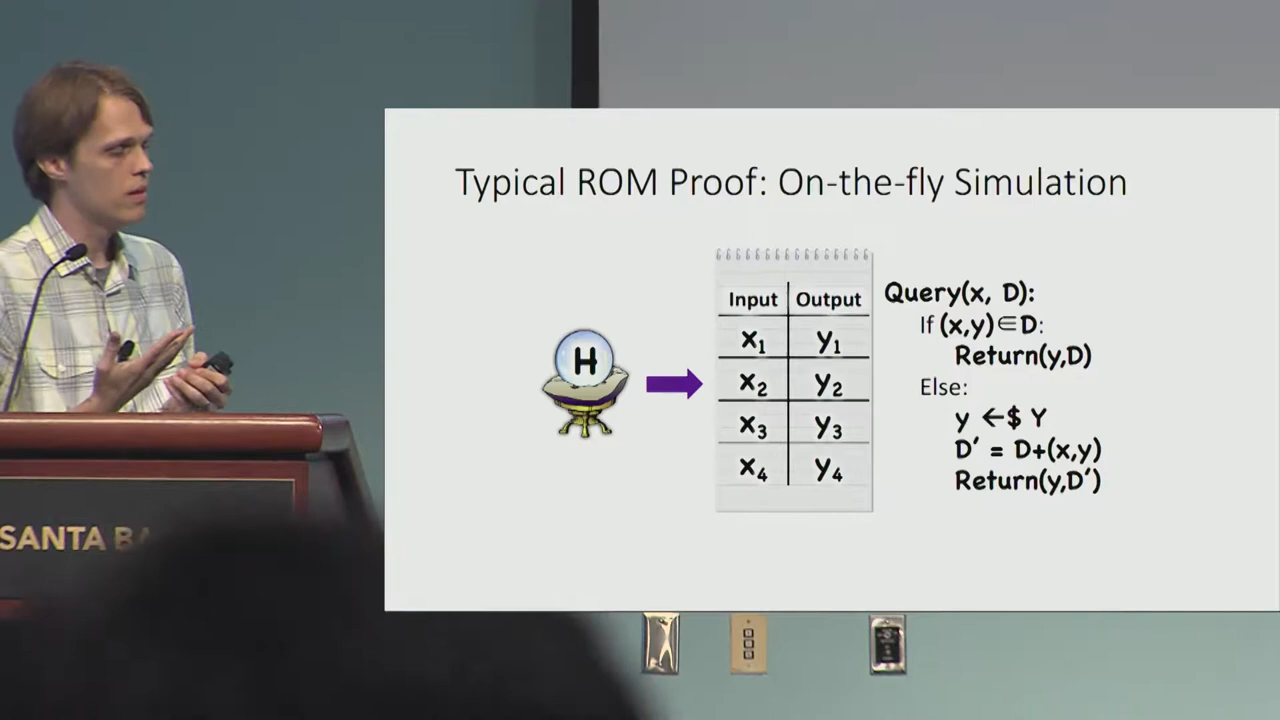 Typical ROM Proof: On-the-fly Simulation
H
Input Output
x₁ y₁
x₂ y₂
x₃ y₃
x₄ y₄
Query(x, D):
If (x,y)∈D:
Return(y,D)
Else:
y ←$ Y
D′ = D+(x,y)
Return(y,D′)
SANTA